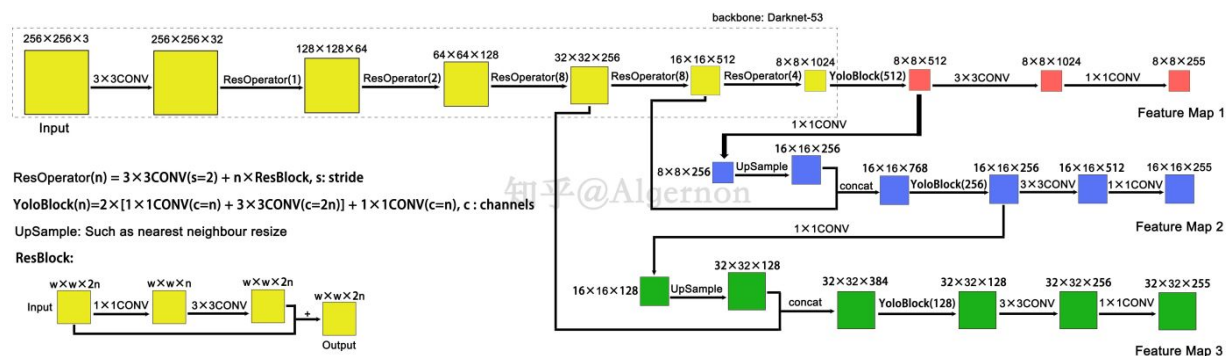 backbone: Darknet-53
256×256×3
256×256×32
128×128×64
64×64×128
32×32×256
16×16×512
8×8×1024
8×8×512
8×8×1024
8×8×255
3×3CONV
ResOperator(1)
ResOperator(2)
ResOperator(8)
ResOperator(8)
ResOperator(4)
YoloBlock(512)
3×3CONV
1×1CONV
Input
Feature Map 1
1×1CONV
8×8×256
UpSample
16×16×256
concat
16×16×768
YoloBlock(256)
16×16×256
3×3CONV
16×16×512
1×1CONV
16×16×255
Feature Map 2
ResOperator(n) = 3×3CONV(s=2) + n×ResBlock, s: stride
YoloBlock(n)=2×[1×1CONV(c=n) + 3×3CONV(c=2n)] + 1×1CONV(c=n), c : channels
UpSample: Such as nearest neighbour resize
知乎@Algernon
1×1CONV
16×16×128
UpSample
32×32×128
concat
32×32×384
YoloBlock(128)
32×32×128
3×3CONV
32×32×256
1×1CONV
32×32×255
Feature Map 3
ResBlock:
w×w×2n
w×w×n
w×w×2n
w×w×2n
Input
1×1CONV
3×3CONV
+
Output